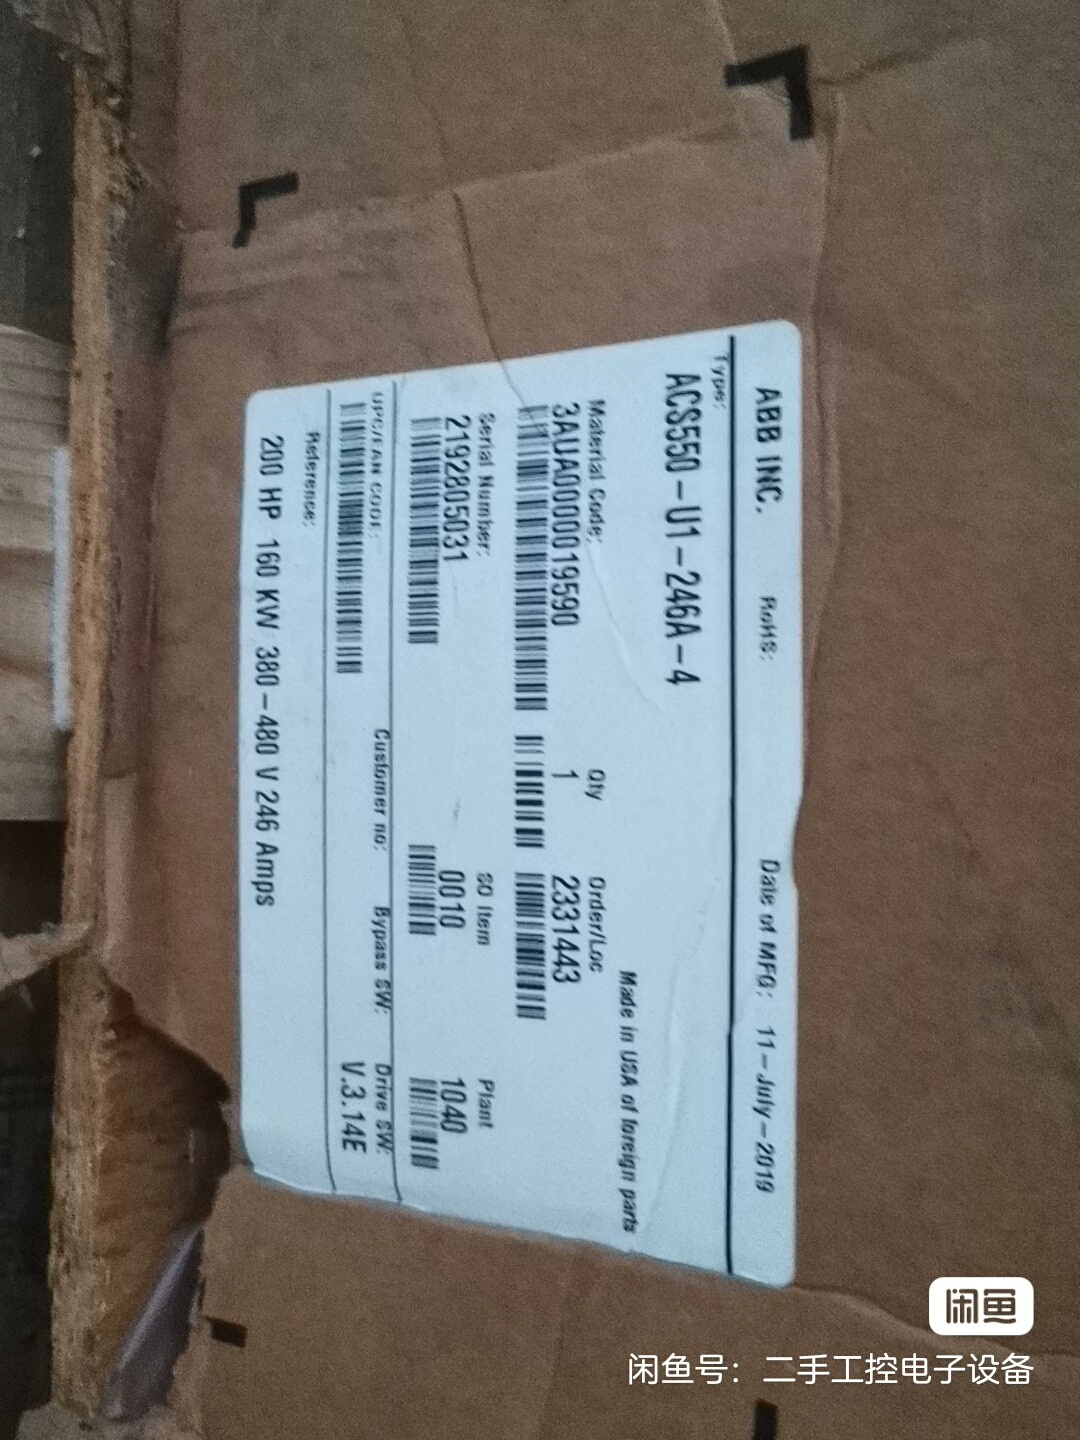 ABB INC. RoHS: Date of MFG: 11-July-2019
Type:
ACS550-U1-246A-4
Made in USA of foreign parts
Material Code: Qty Order/Loc
3AUA0000019590 1 2331443
Serial Number: SO Item Plant
2192805031 0010 1040
UPC/EAN CODE: Customer no: Bypass SW: Drive SW:
V.3.14E
Reference:
200 HP 160 KW 380-480 V 246 Amps
闲鱼
闲鱼号：二手工控电子设备